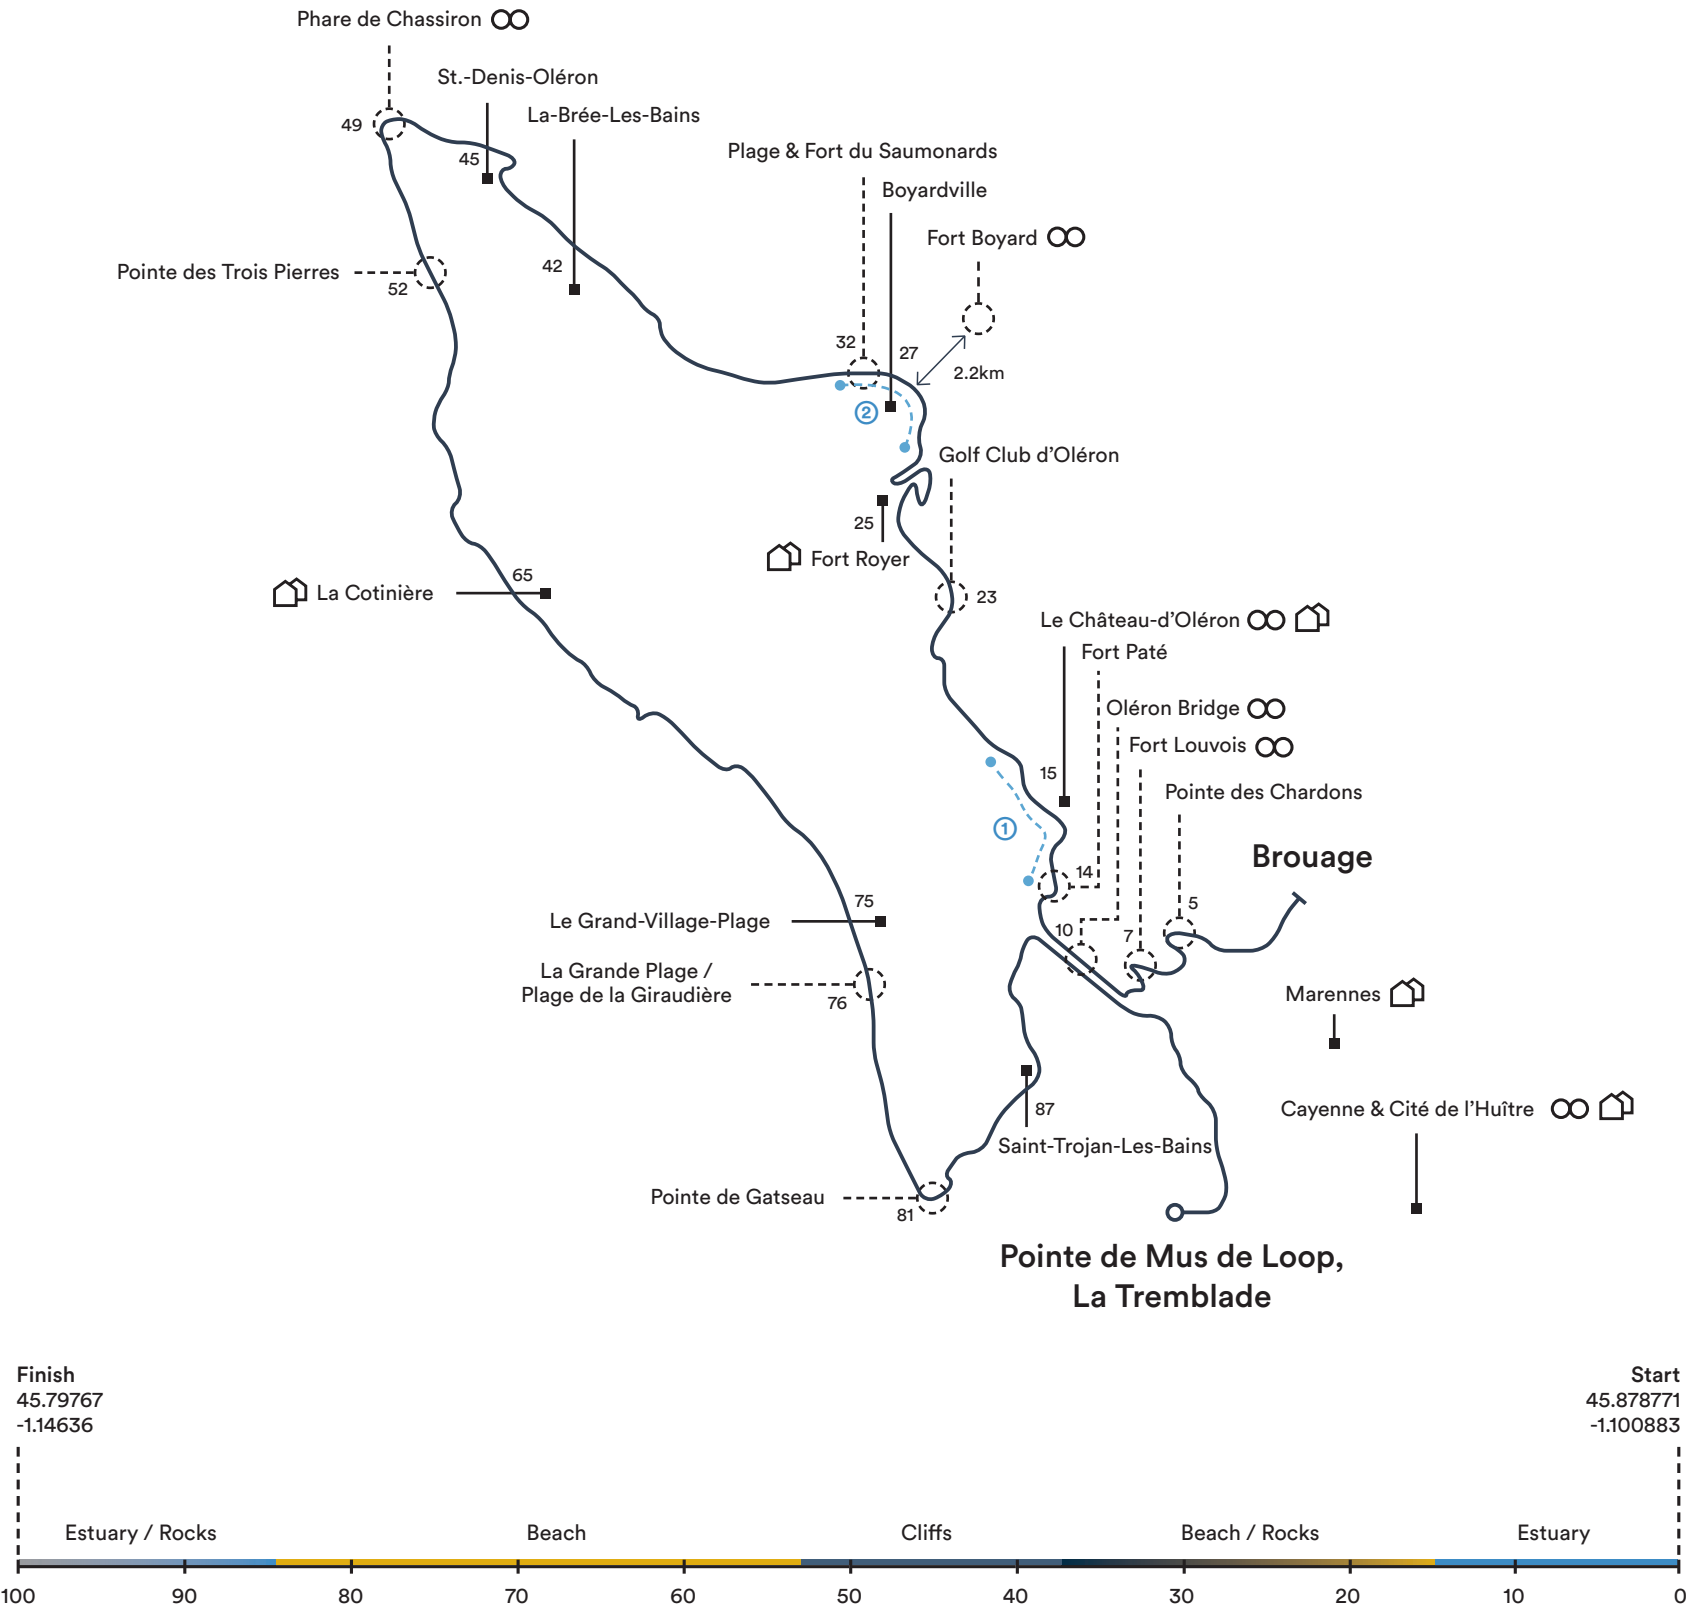 Phare de Chassiron
St.-Denis-Oléron
La-Brée-Les-Bains
49
45
Plage & Fort du Saumonards
Boyardville
Fort Boyard
42
Pointe des Trois Pierres
52
32
27
2.2km
2
Golf Club d'Oléron
25
Fort Royer
65
La Cotinière
23
Le Château-d'Oléron
Fort Paté
Oléron Bridge
Fort Louvois
15
Pointe des Chardons
1
Brouage
14
75
5
Le Grand-Village-Plage
10
7
La Grande Plage /
Plage de la Giraudière
76
Marennes
87
Cayenne & Cité de l'Huître
Saint-Trojan-Les-Bains
Pointe de Gatseau
81
Pointe de Mus de Loop,
La Tremblade
Finish
45.79767
-1.14636
Start
45.878771
-1.100883
Estuary / Rocks
Beach
Cliffs
Beach / Rocks
Estuary
100
90
80
70
60
50
40
30
20
10
0